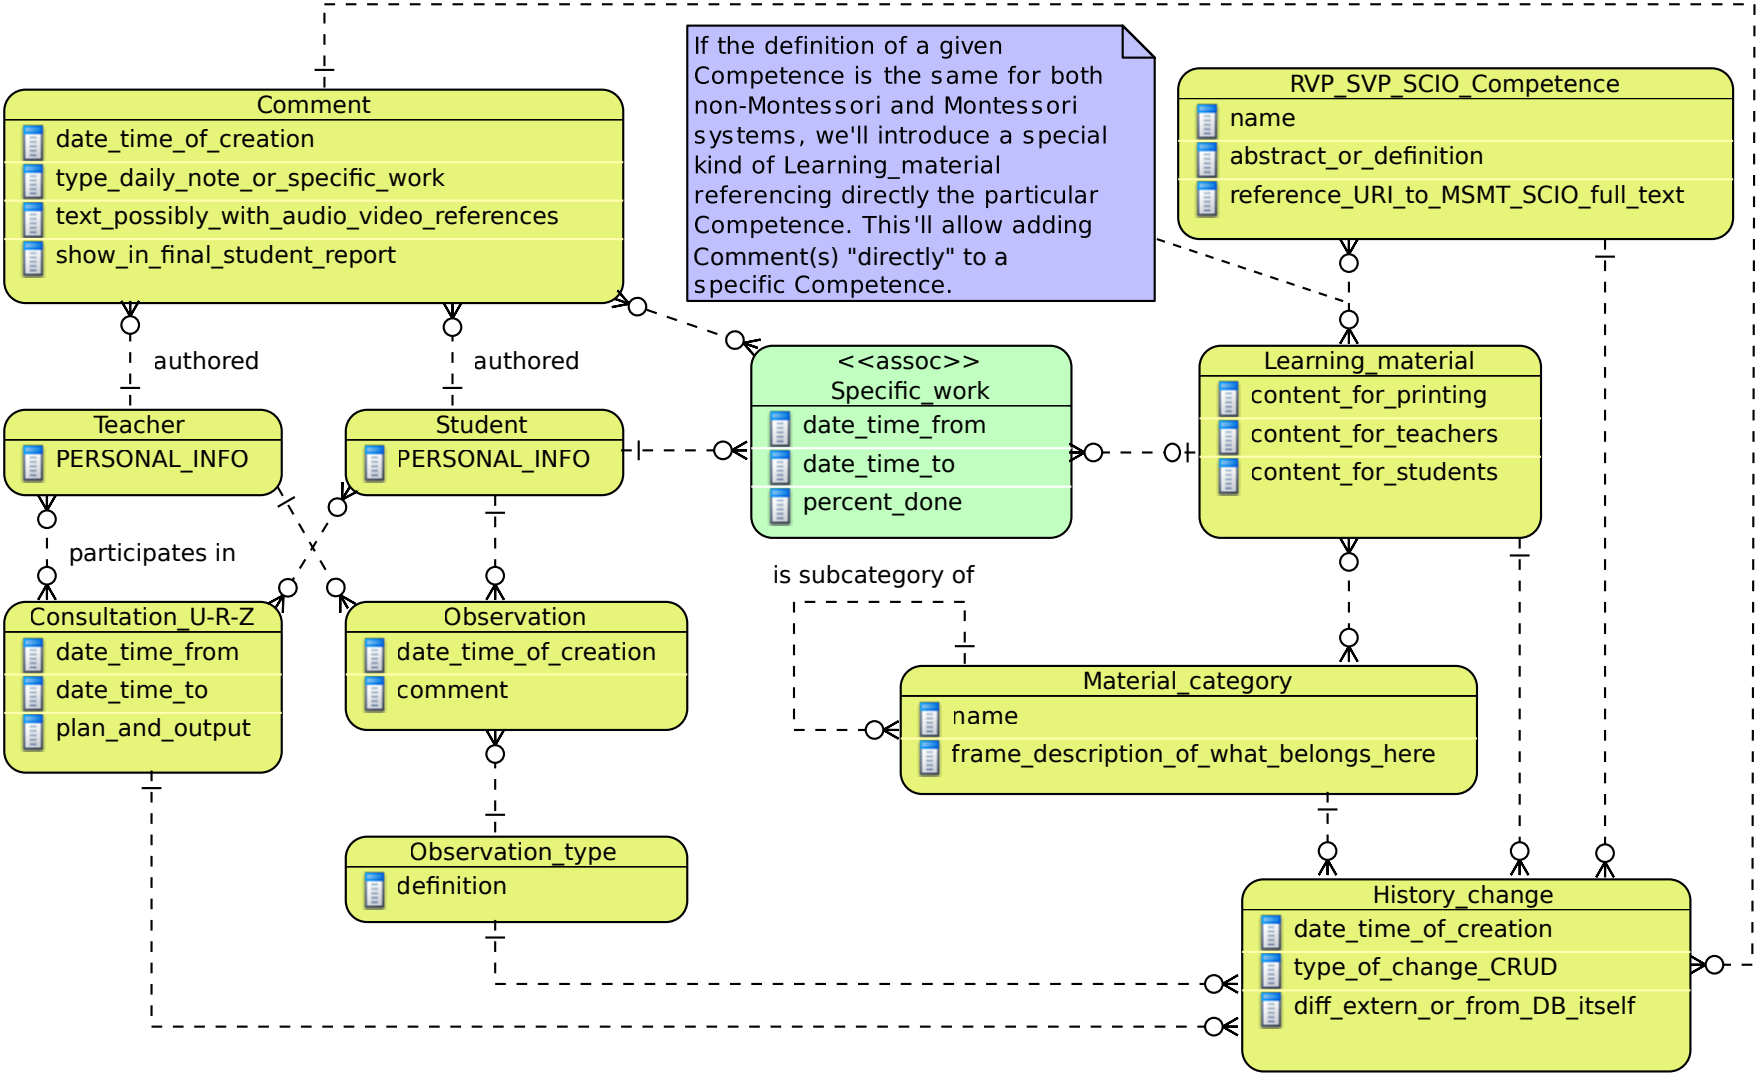 If the definition of a given
Competence is the same for both
non-Montessori and Montessori
systems, we'll introduce a special
kind of Learning_material
referencing directly the particular
Competence. This'll allow adding
Comment(s) "directly" to a
specific Competence.
RVP_SVP_SCIO_Competence
name
abstract_or_definition
reference_URI_to_MSMT_SCIO_full_text
Comment
date_time_of_creation
type_daily_note_or_specific_work
text_possibly_with_audio_video_references
show_in_final_student_report
authored
authored
<<assoc>>
Specific_work
date_time_from
date_time_to
percent_done
Learning_material
content_for_printing
content_for_teachers
content_for_students
Teacher
PERSONAL_INFO
Student
PERSONAL_INFO
participates in
is subcategory of
Consultation_U-R-Z
date_time_from
date_time_to
plan_and_output
Observation
date_time_of_creation
comment
Material_category
name
frame_description_of_what_belongs_here
Observation_type
definition
History_change
date_time_of_creation
type_of_change_CRUD
diff_extern_or_from_DB_itself